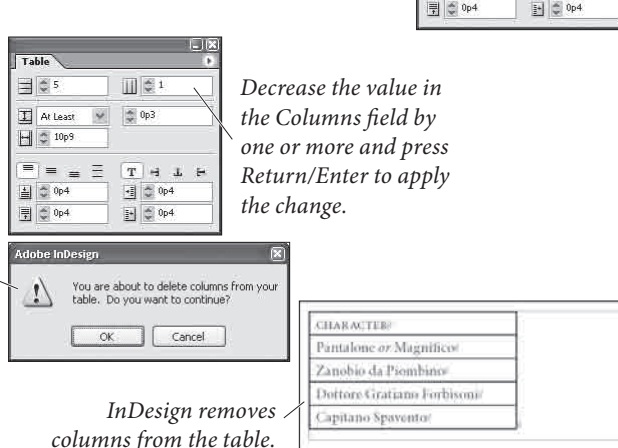 0p4 0p4
Table
5 1
At Least 0p3
10p9
T
0p4 0p4
0p4 0p4
Decrease the value in
the Columns field by
one or more and press
Return/Enter to apply
the change.
Adobe InDesign
You are about to delete columns from your
table. Do you want to continue?
OK Cancel
CHARACTER
Pantalone or Magnifico
Zanobio da Piombino
Dottore Gratiano Forbisoni
Capitano Spavento
InDesign removes
columns from the table.